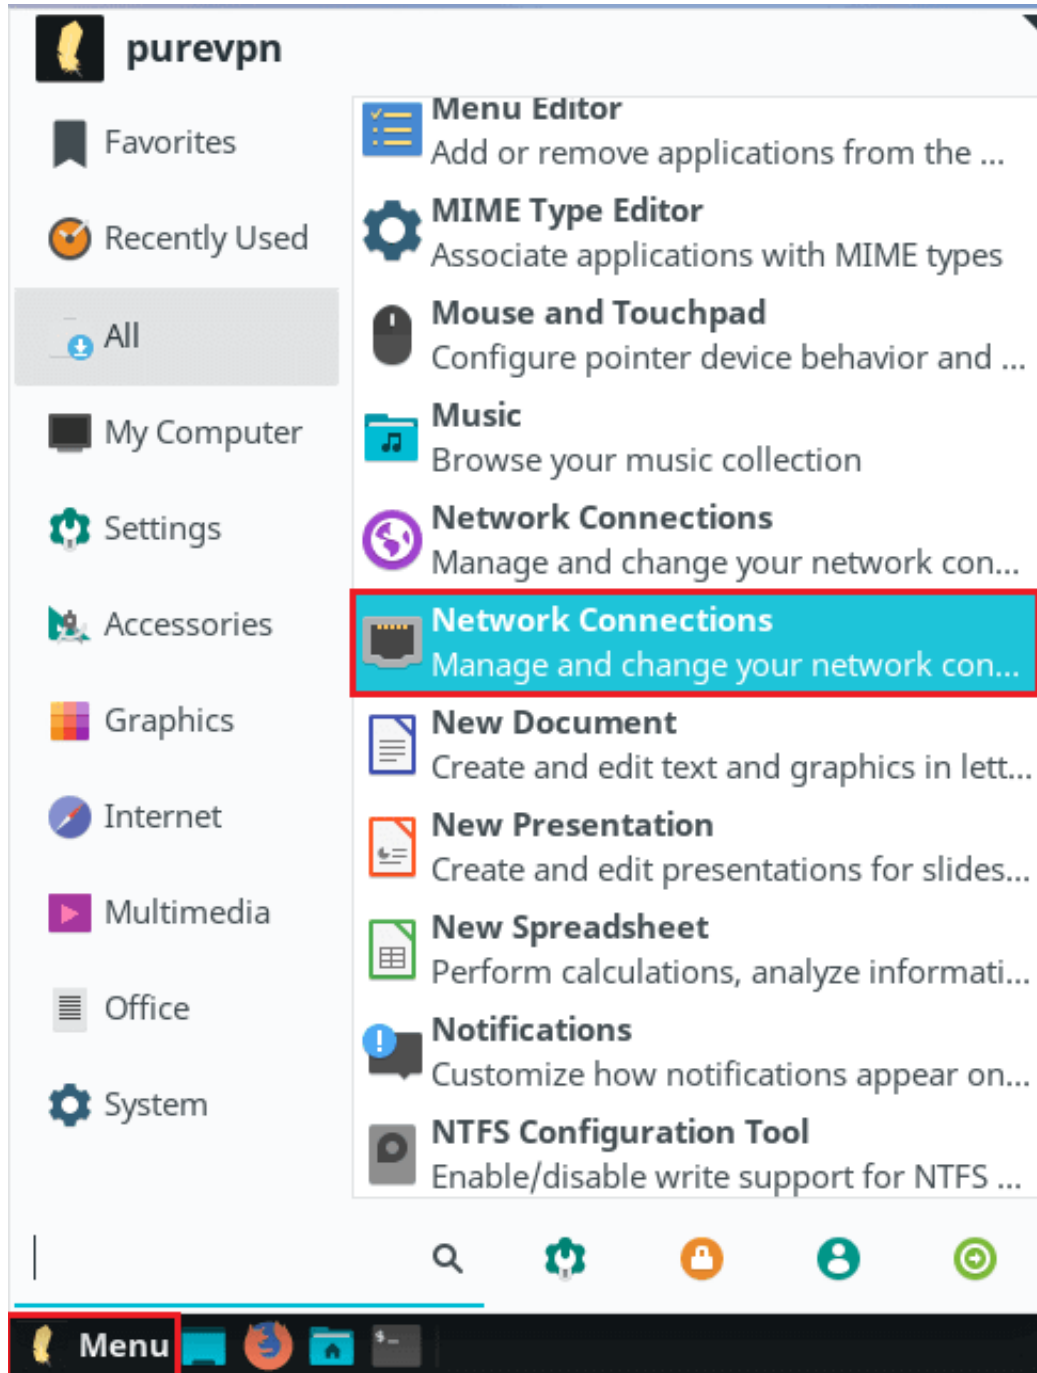 purevpn
Favorites
Recently Used
All
My Computer
Settings
Accessories
Graphics
Internet
Multimedia
Office
System
Menu Editor
Add or remove applications from the ...
MIME Type Editor
Associate applications with MIME types
Mouse and Touchpad
Configure pointer device behavior and ...
Music
Browse your music collection
Network Connections
Manage and change your network con...
Network Connections
Manage and change your network con...
New Document
Create and edit text and graphics in lett...
New Presentation
Create and edit presentations for slides...
New Spreadsheet
Perform calculations, analyze informati...
Notifications
Customize how notifications appear on...
NTFS Configuration Tool
Enable/disable write support for NTFS ...
Menu